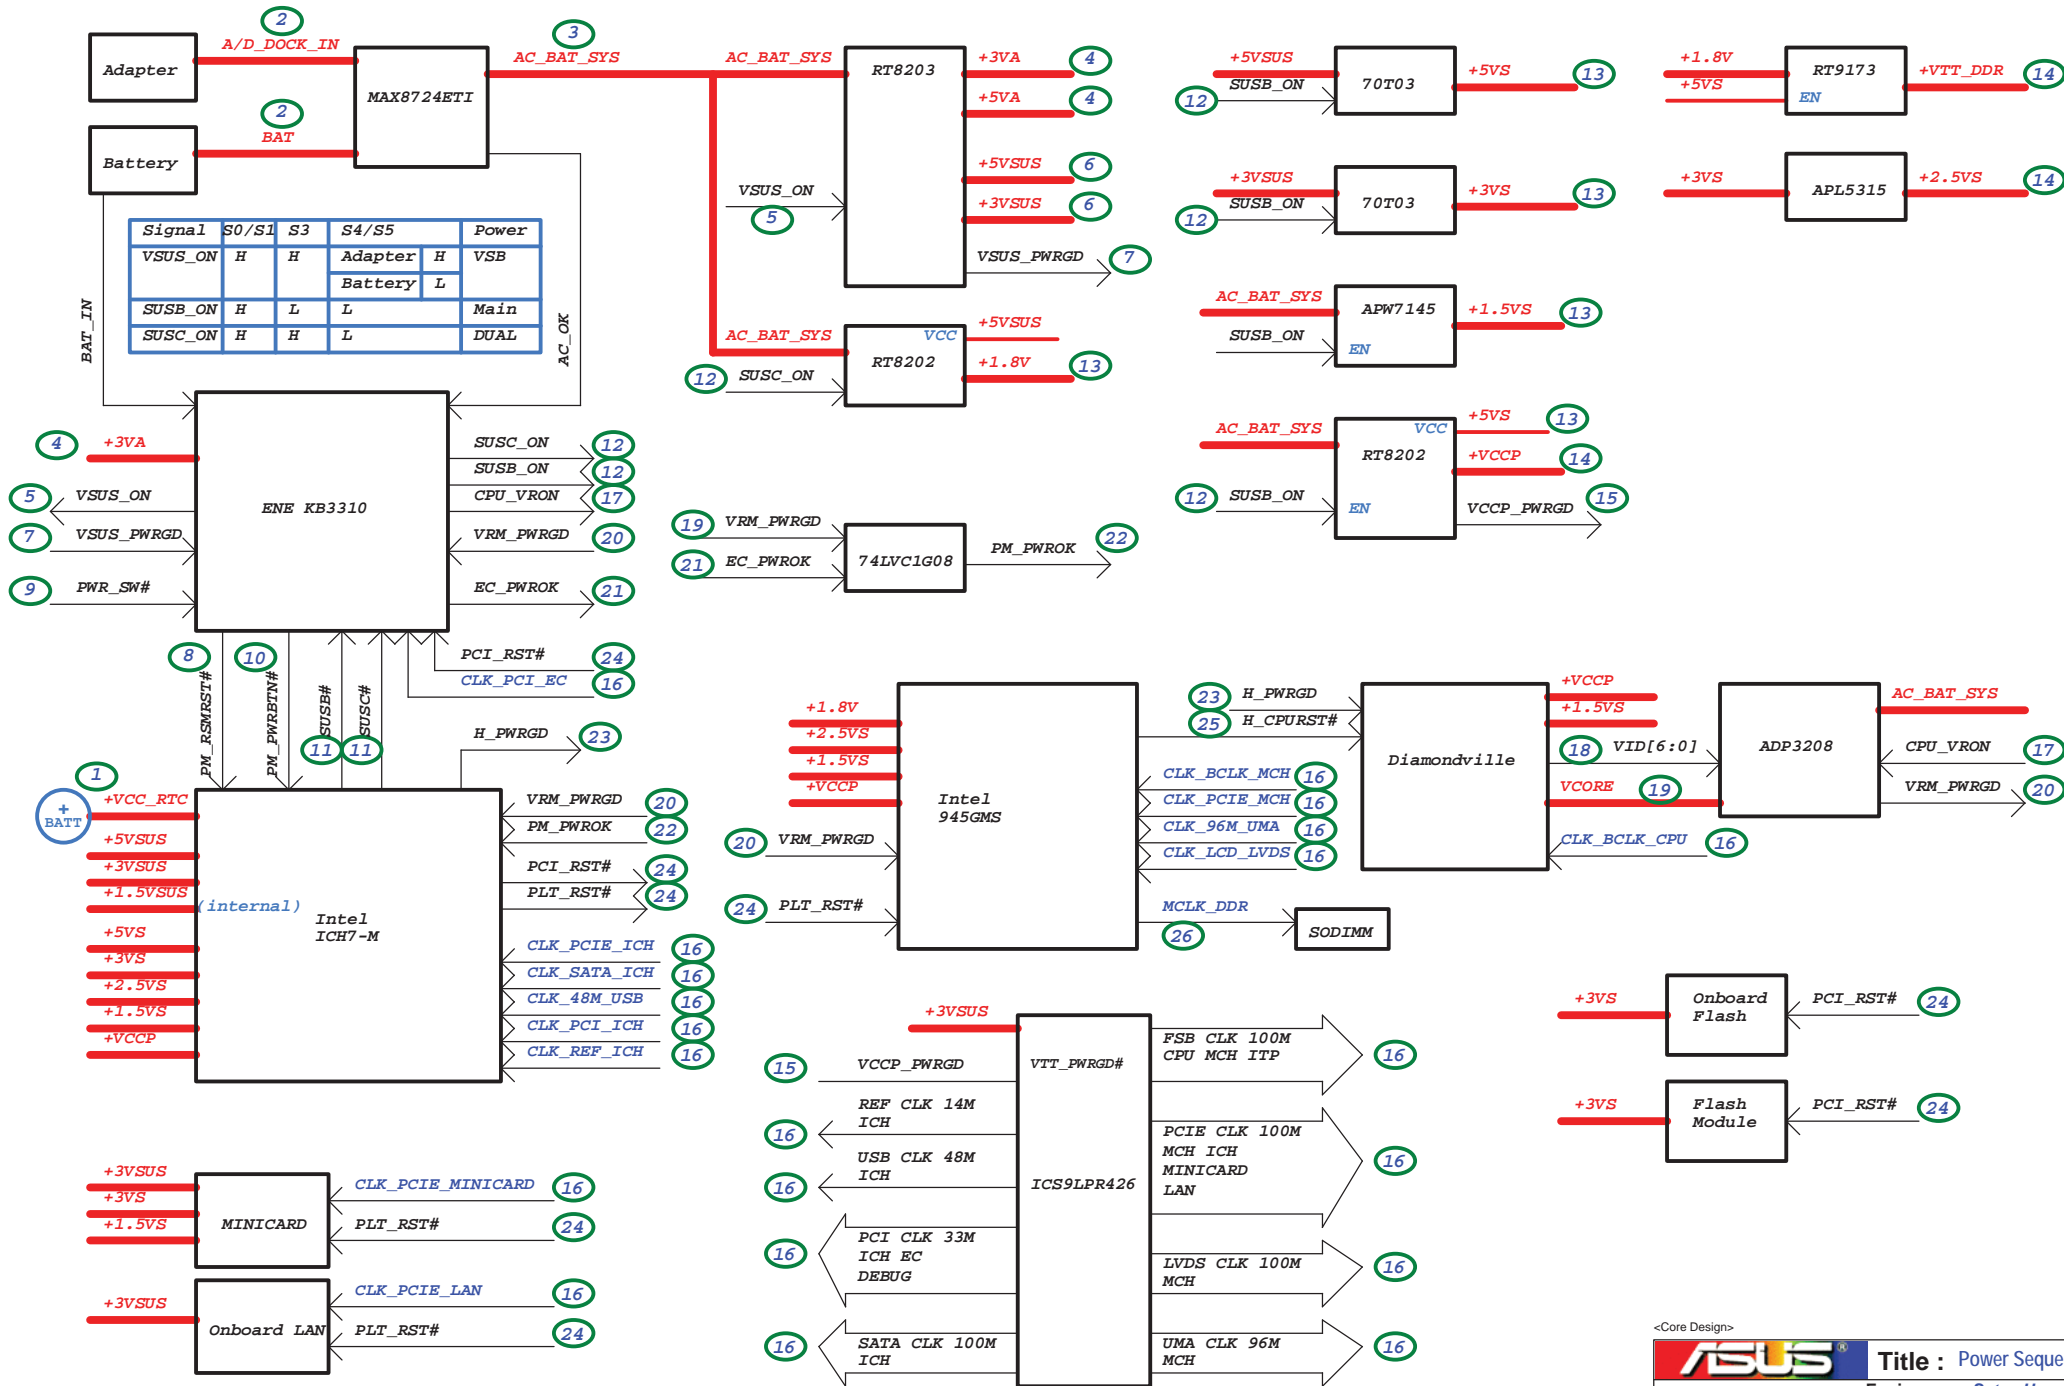 2
A/D_DOCK_IN
Adapter
2
BAT
Battery
MAX8724ETI
3
AC_BAT_SYS
AC_BAT_SYS
RT8203
+3VA
4
+5VA
4
+5VSUS
6
+3VSUS
6
VSUS_ON
5
VSUS_PWRGD
7
Signal S0/S1 S3 S4/S5 Power
VSUS_ON H H Adapter H VSB
Battery L
SUSB_ON H L L Main
SUSC_ON H H L DUAL
BAT_IN
AC_OK
AC_BAT_SYS
12
SUSC_ON
RT8202
VCC
+5VSUS
+1.8V
13
+5VSUS
12
SUSB_ON
70T03
+5VS
13
+3VSUS
12
SUSB_ON
70T03
+3VS
13
AC_BAT_SYS
SUSB_ON
APW7145
EN
+1.5VS
13
AC_BAT_SYS
12
SUSB_ON
RT8202
VCC
EN
+5VS
13
+VCCP
14
VCCP_PWRGD
15
+1.8V
+5VS
RT9173
EN
+VTT_DDR
14
+3VS
APL5315
+2.5VS
14
4
+3VA
5
VSUS_ON
7
VSUS_PWRGD
9
PWR_SW#
ENE KB3310
SUSC_ON
12
SUSB_ON
12
CPU_VRON
17
VRM_PWRGD
20
EC_PWROK
21
PCI_RST#
24
CLK_PCI_EC
16
8
PM_RSMRST#
10
PM_PWRBTN#
SUSB#
11
SUSC#
11
19
VRM_PWRGD
21
EC_PWROK
74LVC1G08
PM_PWROK
22
H_PWRGD
23
1
+
BATT
+VCC_RTC
+5VSUS
+3VSUS
+1.5VSUS
(internal)
+5VS
+3VS
+2.5VS
+1.5VS
+VCCP
Intel
ICH7-M
VRM_PWRGD
20
PM_PWROK
22
PCI_RST#
24
PLT_RST#
24
CLK_PCIE_ICH
16
CLK_SATA_ICH
16
CLK_48M_USB
16
CLK_PCI_ICH
16
CLK_REF_ICH
16
+1.8V
+2.5VS
+1.5VS
+VCCP
20
VRM_PWRGD
24
PLT_RST#
Intel
945GMS
23
H_PWRGD
25
H_CPURST#
CLK_BCLK_MCH
16
CLK_PCIE_MCH
16
CLK_96M_UMA
16
CLK_LCD_LVDS
16
MCLK_DDR
26
SODIMM
Diamondville
+VCCP
+1.5VS
18
VID[6:0]
VCORE
19
CLK_BCLK_CPU
16
ADP3208
AC_BAT_SYS
CPU_VRON
17
VRM_PWRGD
20
+3VSUS
15
VCCP_PWRGD
VTT_PWRGD#
ICS9LPR426
REF CLK 14M
ICH
16
USB CLK 48M
ICH
16
PCI CLK 33M
ICH EC
DEBUG
16
SATA CLK 100M
ICH
16
FSB CLK 100M
CPU MCH ITP
16
PCIE CLK 100M
MCH ICH
MINICARD
LAN
16
LVDS CLK 100M
MCH
16
UMA CLK 96M
MCH
16
+3VS
Onboard
Flash
PCI_RST#
24
+3VS
Flash
Module
PCI_RST#
24
+3VSUS
+3VS
+1.5VS
MINICARD
CLK_PCIE_MINICARD
16
PLT_RST#
24
+3VSUS
Onboard LAN
CLK_PCIE_LAN
16
PLT_RST#
24
<Core Design>
ASUS®
Title : Power Seque